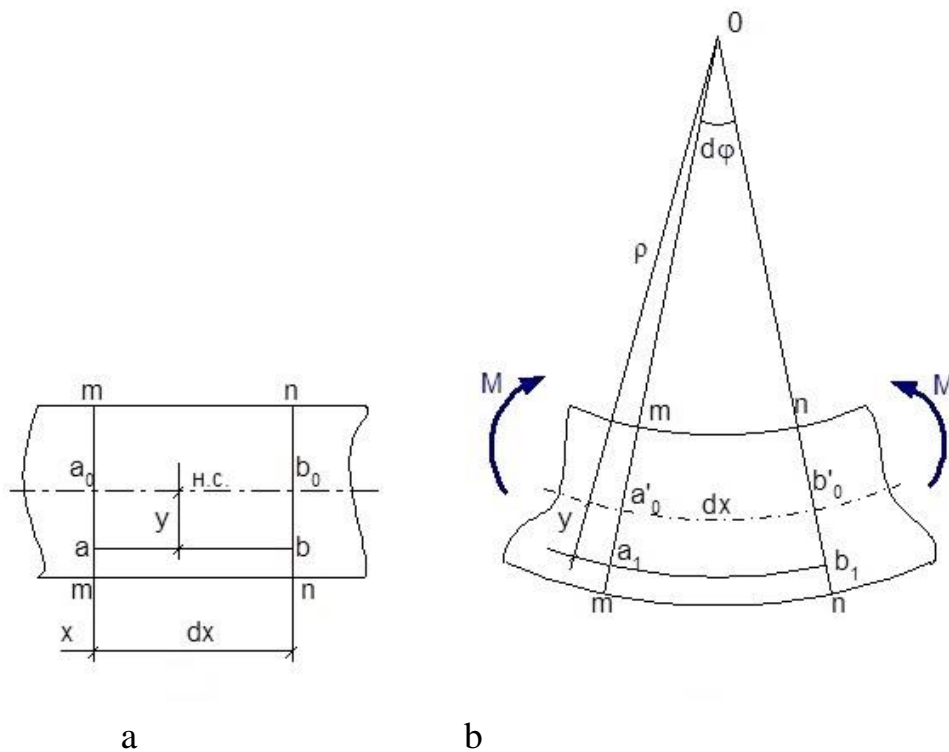 0
dφ
ρ
m n
a₀ н.с. b₀
y
a b
m n
x dx
M M
m n
a'₀ dx b'₀
y
a₁ b₁
m n
a b